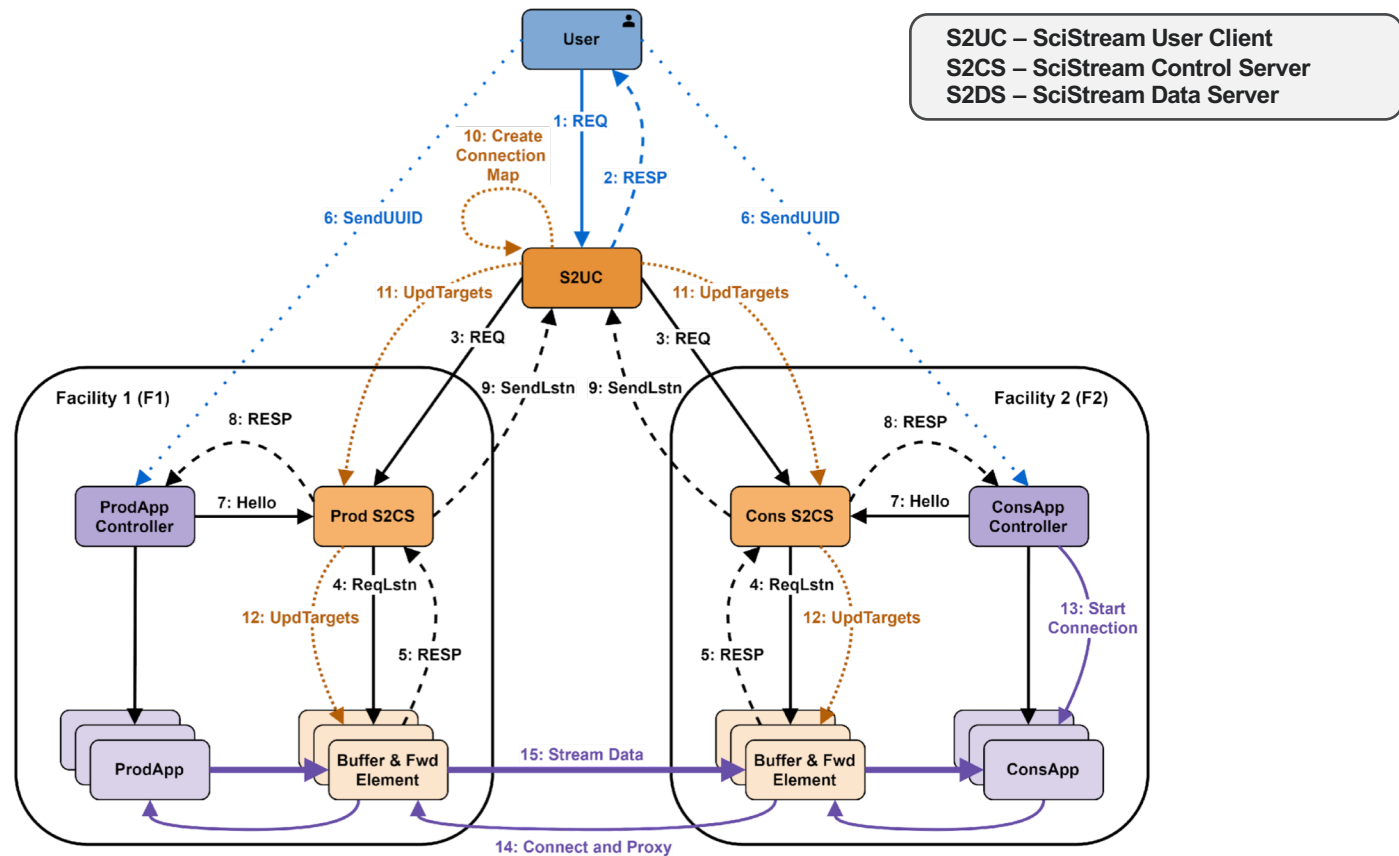 User
S2UC – SciStream User Client
S2CS – SciStream Control Server
S2DS – SciStream Data Server
1: REQ
10: Create
Connection
Map
2: RESP
6: SendUUID
6: SendUUID
S2UC
11: UpdTargets
11: UpdTargets
3: REQ
3: REQ
9: SendLstn
9: SendLstn
Facility 1 (F1)
Facility 2 (F2)
8: RESP
8: RESP
ProdApp
Controller
7: Hello
Prod S2CS
Cons S2CS
7: Hello
ConsApp
Controller
4: ReqLstn
4: ReqLstn
12: UpdTargets
12: UpdTargets
13: Start
Connection
5: RESP
5: RESP
ProdApp
Buffer & Fwd
Element
15: Stream Data
Buffer & Fwd
Element
ConsApp
14: Connect and Proxy